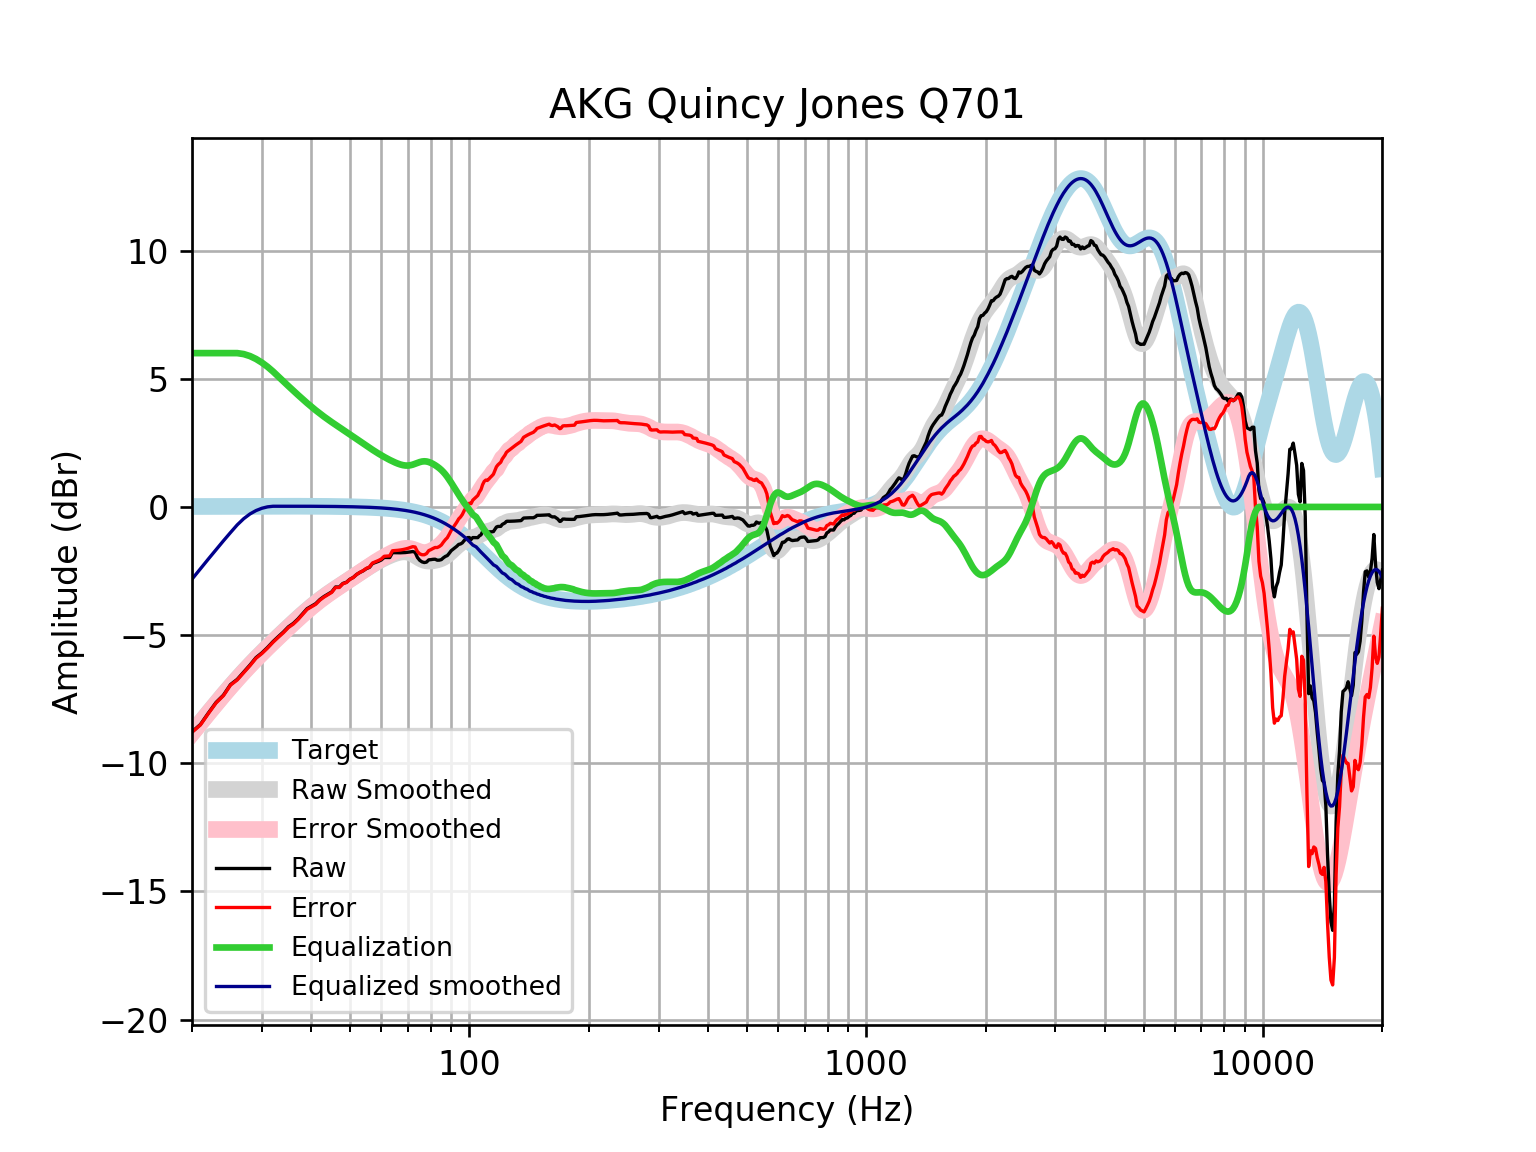 AKG Quincy Jones Q701
Amplitude (dBr)
10
5
0
−5
−10
−15
−20
Target
Raw Smoothed
Error Smoothed
Raw
Error
Equalization
Equalized smoothed
100
1000
10000
Frequency (Hz)